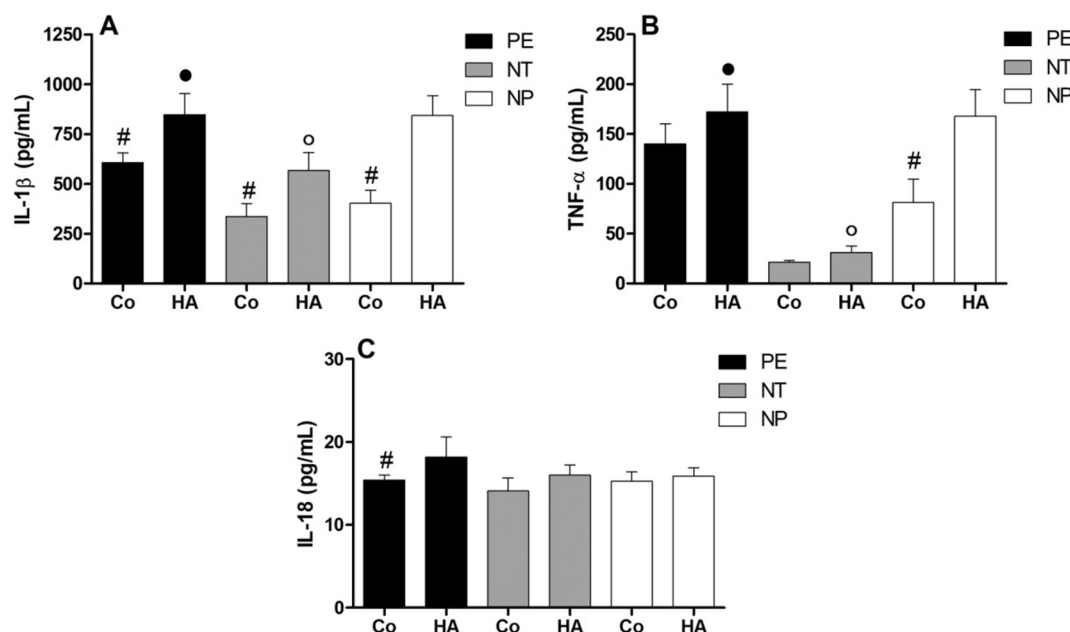 A
IL-1β (pg/mL)
1250
1000
750
500
250
0
#
●
#
o
#
Co HA Co HA Co HA
PE
NT
NP
B
TNF-α (pg/mL)
250
200
150
100
50
0
●
o
#
Co HA Co HA Co HA
PE
NT
NP
C
IL-18 (pg/mL)
30
20
10
0
#
Co HA Co HA Co HA
PE
NT
NP